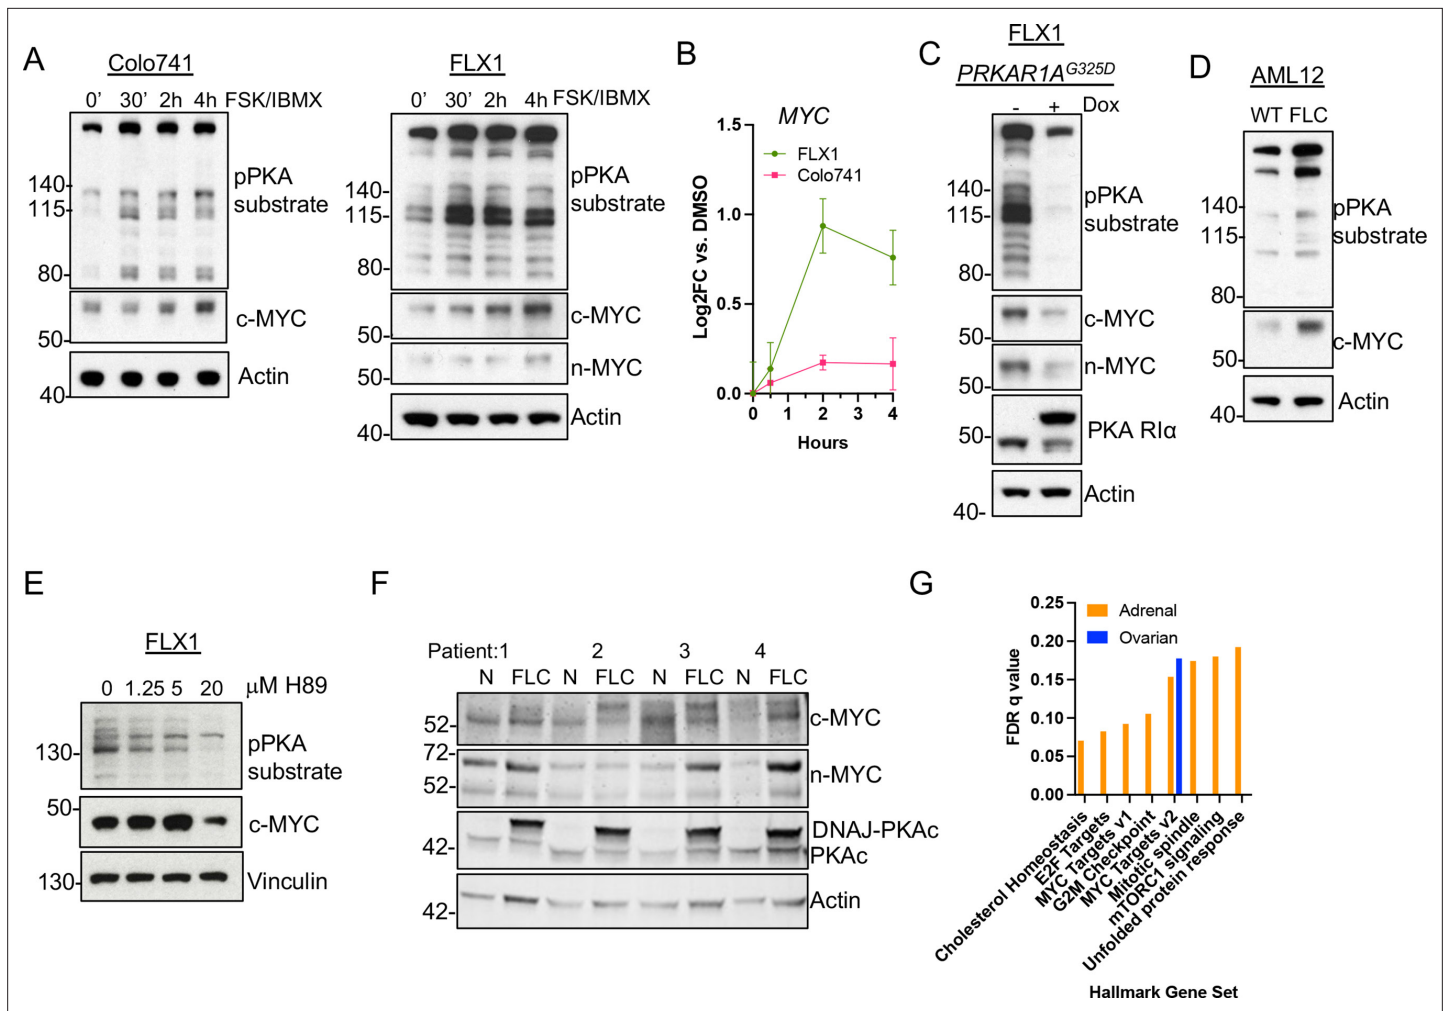 A
Colo741
0' 30' 2h 4h FSK/IBMX
140-
115-
80-
pPKA
substrate
50-
c-MYC
40-
Actin
FLX1
0' 30' 2h 4h FSK/IBMX
140-
115-
80-
pPKA
substrate
50-
c-MYC
50-
n-MYC
40-
Actin
B
MYC
FLX1
Colo741
1.5
1.0
0.5
0.0
Log2FC vs. DMSO
0 1 2 3 4
Hours
C
FLX1
PRKAR1A^G325D
- + Dox
140-
115-
80-
pPKA
substrate
50-
c-MYC
50-
n-MYC
50-
PKA RIα
40-
Actin
D
AML12
WT FLC
140-
115-
80-
pPKA
substrate
50-
c-MYC
40-
Actin
E
FLX1
0 1.25 5 20 μM H89
130-
pPKA
substrate
50-
c-MYC
130-
Vinculin
F
Patient:1 2 3 4
N FLC N FLC N FLC N FLC
52-
c-MYC
72-
52-
n-MYC
42-
DNAJ-PKAc
PKAc
42-
Actin
G
0.25
0.20
0.15
0.10
0.05
0.00
FDR q value
Adrenal
Ovarian
Cholesterol Homeostasis
E2F Targets
MYC Targets v1
G2M Checkpoint
MYC Targets v2
Mitotic spindle
mTORC1 signaling
Unfolded protein response
Hallmark Gene Set